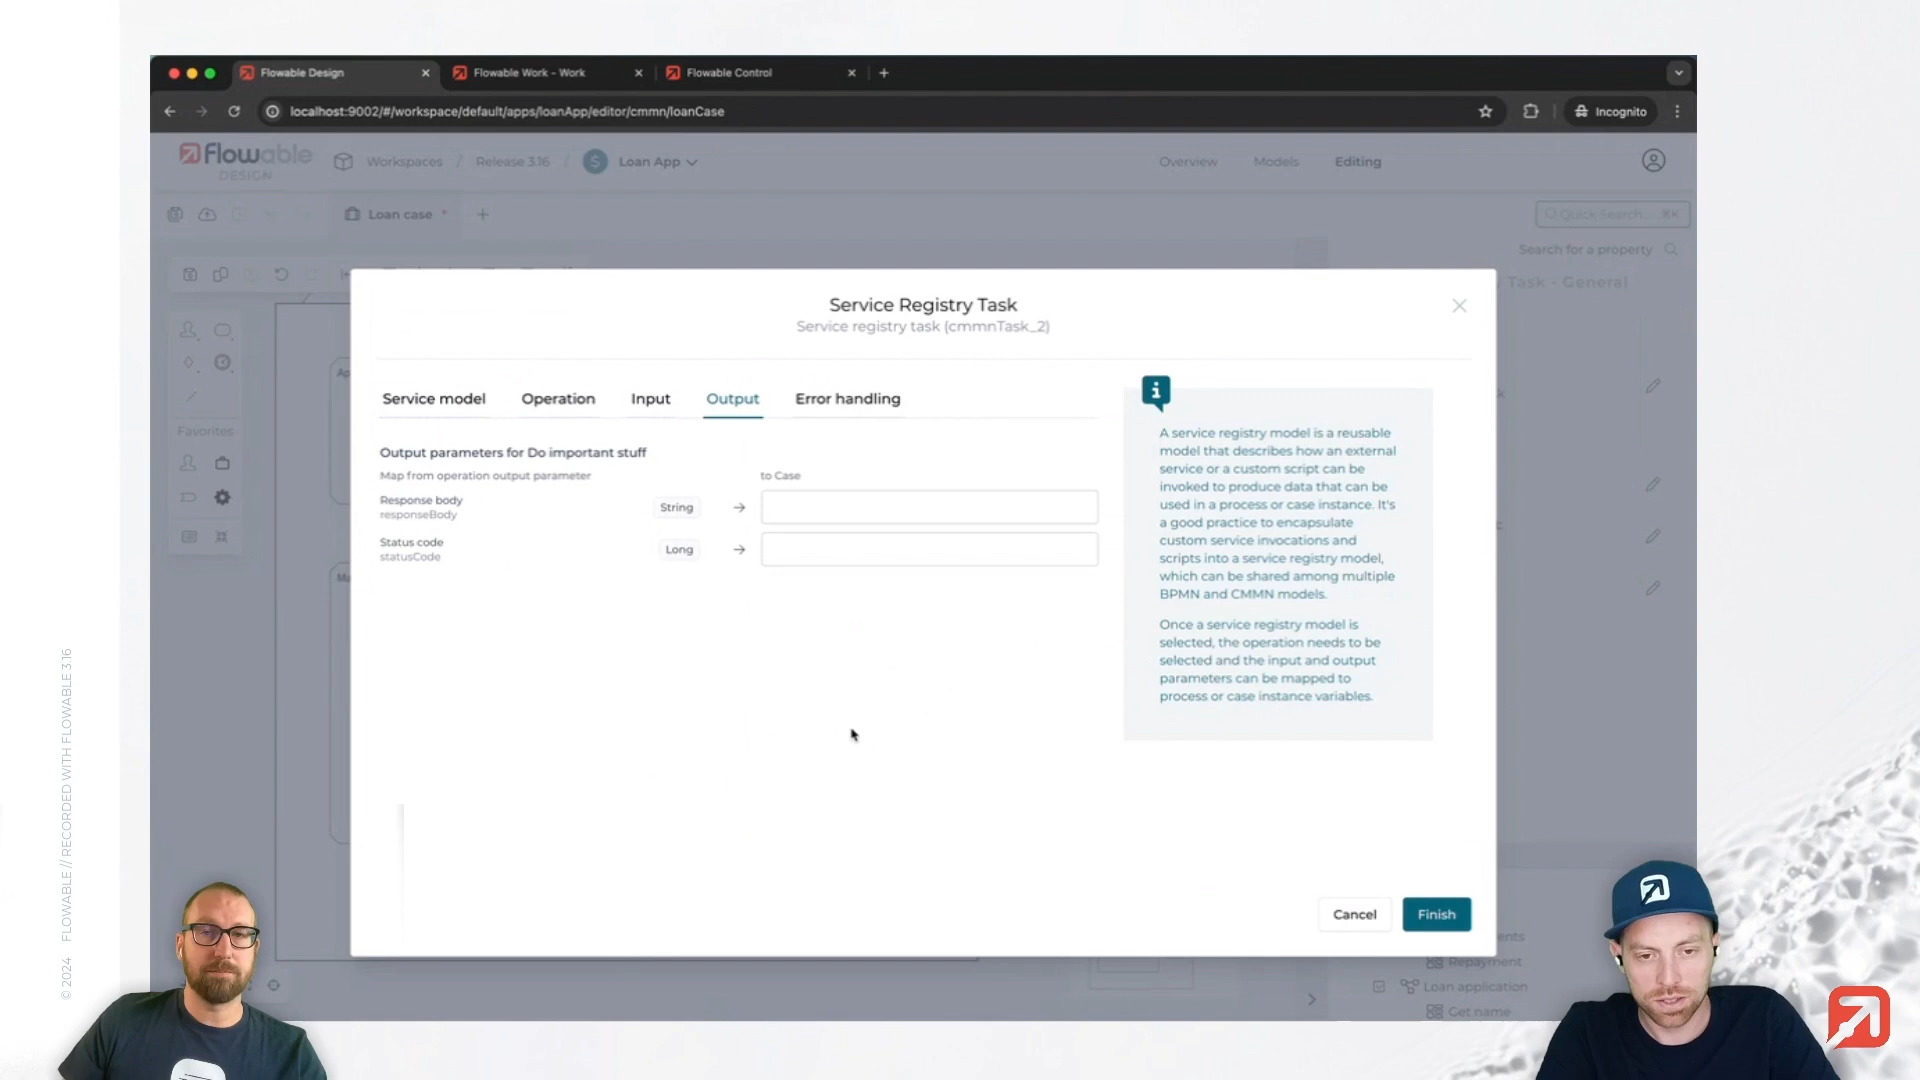 Flowable Design
Flowable Work - Work
Flowable Control
localhost:9002/#/workspace/default/apps/loanApp/editor/cmmn/loanCase
Incognito
Flowable
DESIGN
Workspaces / Release 3.16 / S Loan App
Overview
Models
Editing
Loan case *
Quick Search... ⌘K
Search for a property
Task - General
Favorites
Service Registry Task
Service registry task (cmmnTask_2)
Service model
Operation
Input
Output
Error handling
Output parameters for Do important stuff
Map from operation output parameter
to Case
Response body
responseBody
String
Status code
statusCode
Long
A service registry model is a reusable
model that describes how an external
service or a custom script can be
invoked to produce data that can be
used in a process or case instance. It's
a good practice to encapsulate
custom service invocations and
scripts into a service registry model,
which can be shared among multiple
BPMN and CMMN models.
Once a service registry model is
selected, the operation needs to be
selected and the input and output
parameters can be mapped to
process or case instance variables.
Cancel
Finish
Repayment
Loan application
Get name
© 2024 FLOWABLE // RECORDED WITH FLOWABLE 3.16